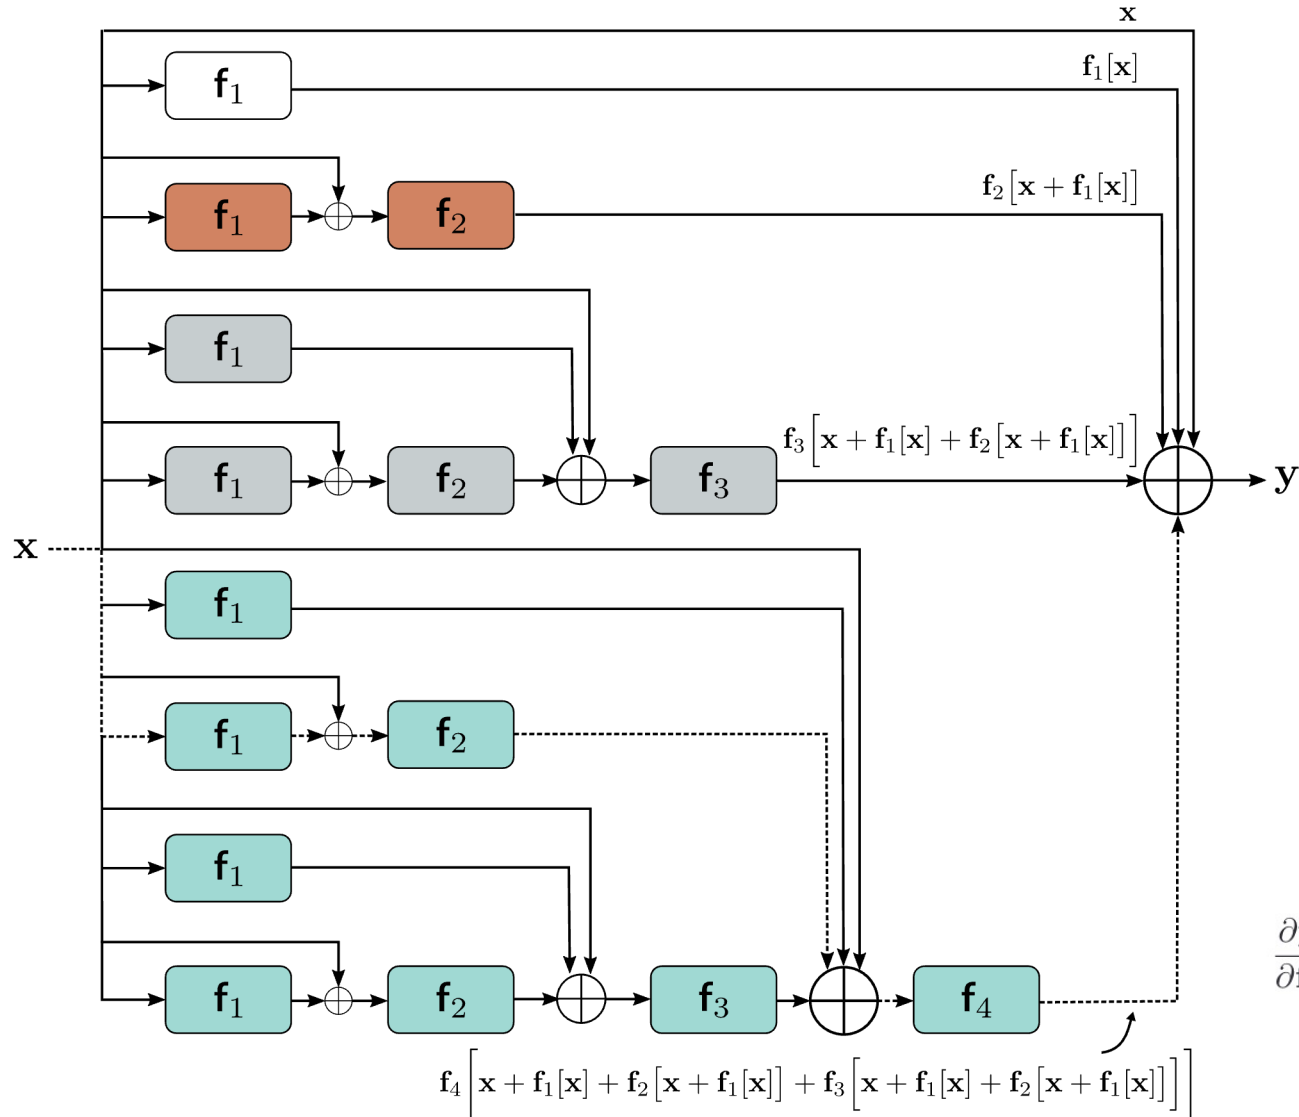 x
f₁
f₁[x]
f₁ ⊕ f₂
f₂[x + f₁[x]]
f₁
f₁ ⊕ f₂ ⊕ f₃
f₃[x + f₁[x] + f₂[x + f₁[x]]]
⊕ y
x
f₁
f₁ ⊕ f₂
f₁
f₁ ⊕ f₂ ⊕ f₃ ⊕ f₄
f₄[x + f₁[x] + f₂[x + f₁[x]] + f₃[x + f₁[x] + f₂[x + f₁[x]]]]